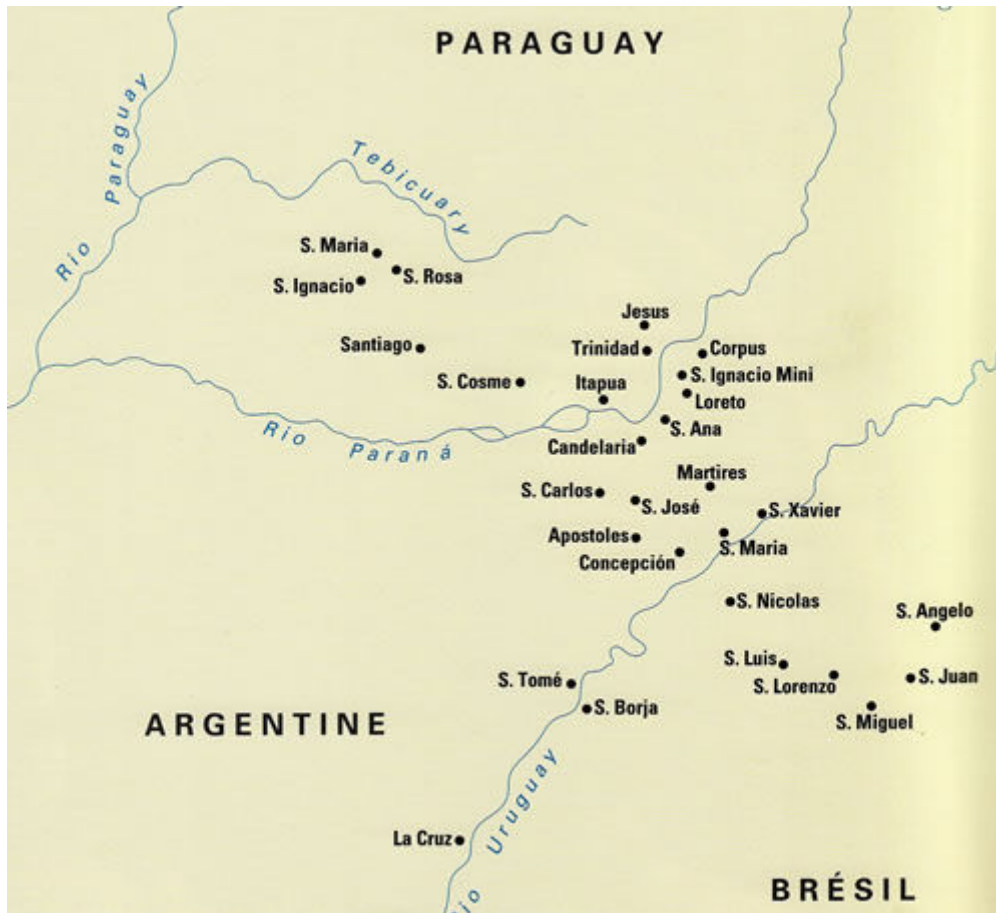 PARAGUAY
Rio Paraguay
Tebicuary
S. Maria
S. Rosa
S. Ignacio
Jesus
Santiago
Trinidad
Corpus
S. Ignacio Mini
S. Cosme
Itapua
Loreto
S. Ana
Rio Paraná
Candelaria
Martires
S. Carlos
S. José
S. Xavier
Apostoles
S. Maria
Concepción
S. Nicolas
S. Angelo
S. Luis
S. Lorenzo
S. Juan
S. Tomé
S. Borja
S. Miguel
ARGENTINE
Rio Uruguay
La Cruz
BRÉSIL